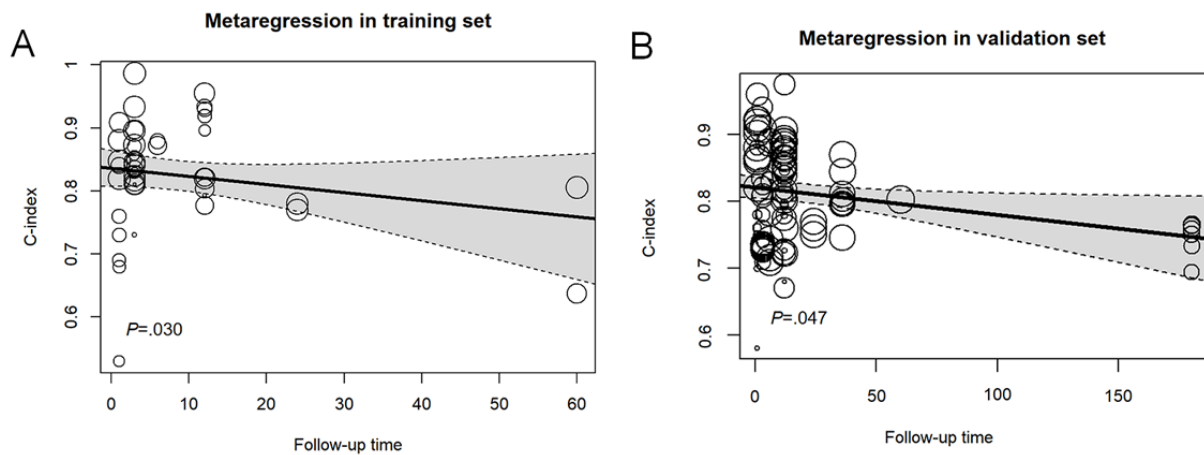 A
Metaregression in training set
C-index
1
0.9
0.8
0.7
0.6
P=.030
0 10 20 30 40 50 60
Follow-up time
B
Metaregression in validation set
C-index
0.9
0.8
0.7
0.6
P=.047
0 50 100 150
Follow-up time